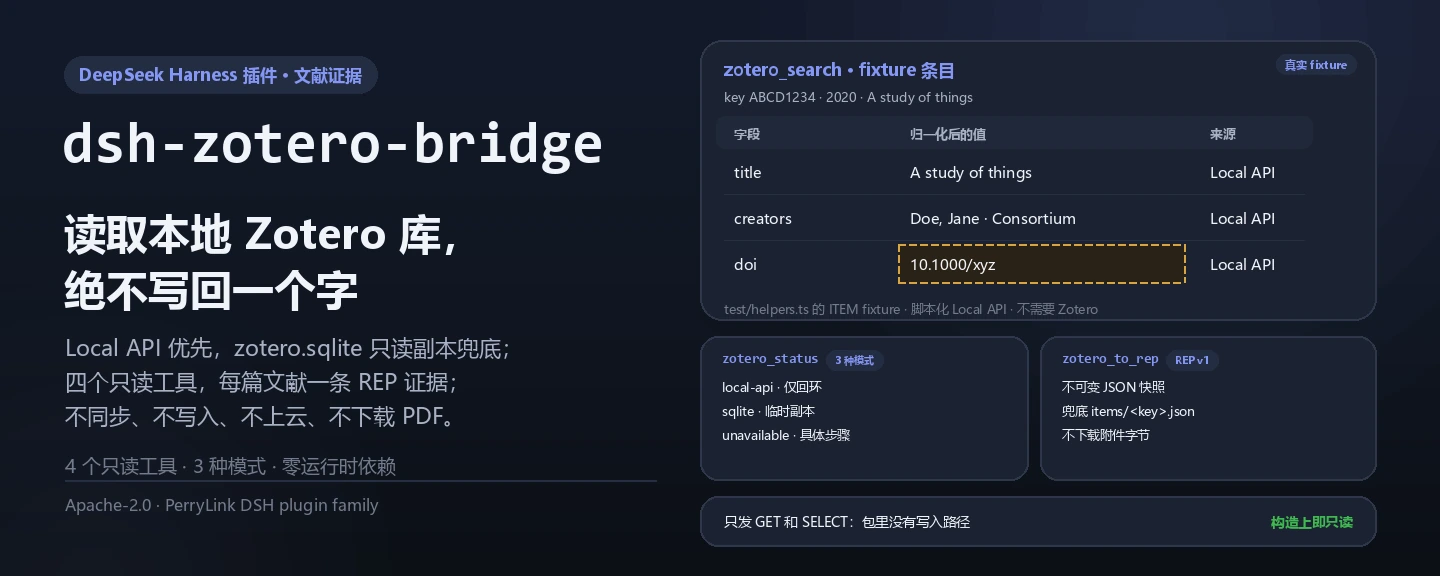 DeepSeek Harness 插件 • 文献证据
dsh-zotero-bridge
读取本地 Zotero 库，
绝不写回一个字
Local API 优先，zotero.sqlite 只读副本兜底；
四个只读工具，每篇文献一条 REP 证据；
不同步、不写入、不上云、不下载 PDF。
4 个只读工具 · 3 种模式 · 零运行时依赖
Apache-2.0 · PerryLink DSH plugin family
zotero_search • fixture 条目
真实 fixture
key ABCD1234 · 2020 · A study of things
字段 归一化后的值 来源
title A study of things Local API
creators Doe, Jane · Consortium Local API
doi 10.1000/xyz Local API
test/helpers.ts 的 ITEM fixture · 脚本化 Local API · 不需要 Zotero
zotero_status 3 种模式
local-api · 仅回环
sqlite · 临时副本
unavailable · 具体步骤
zotero_to_rep REP v1
不可变 JSON 快照
兜底 items/<key>.json
不下载附件字节
只发 GET 和 SELECT：包里没有写入路径
构造上即只读